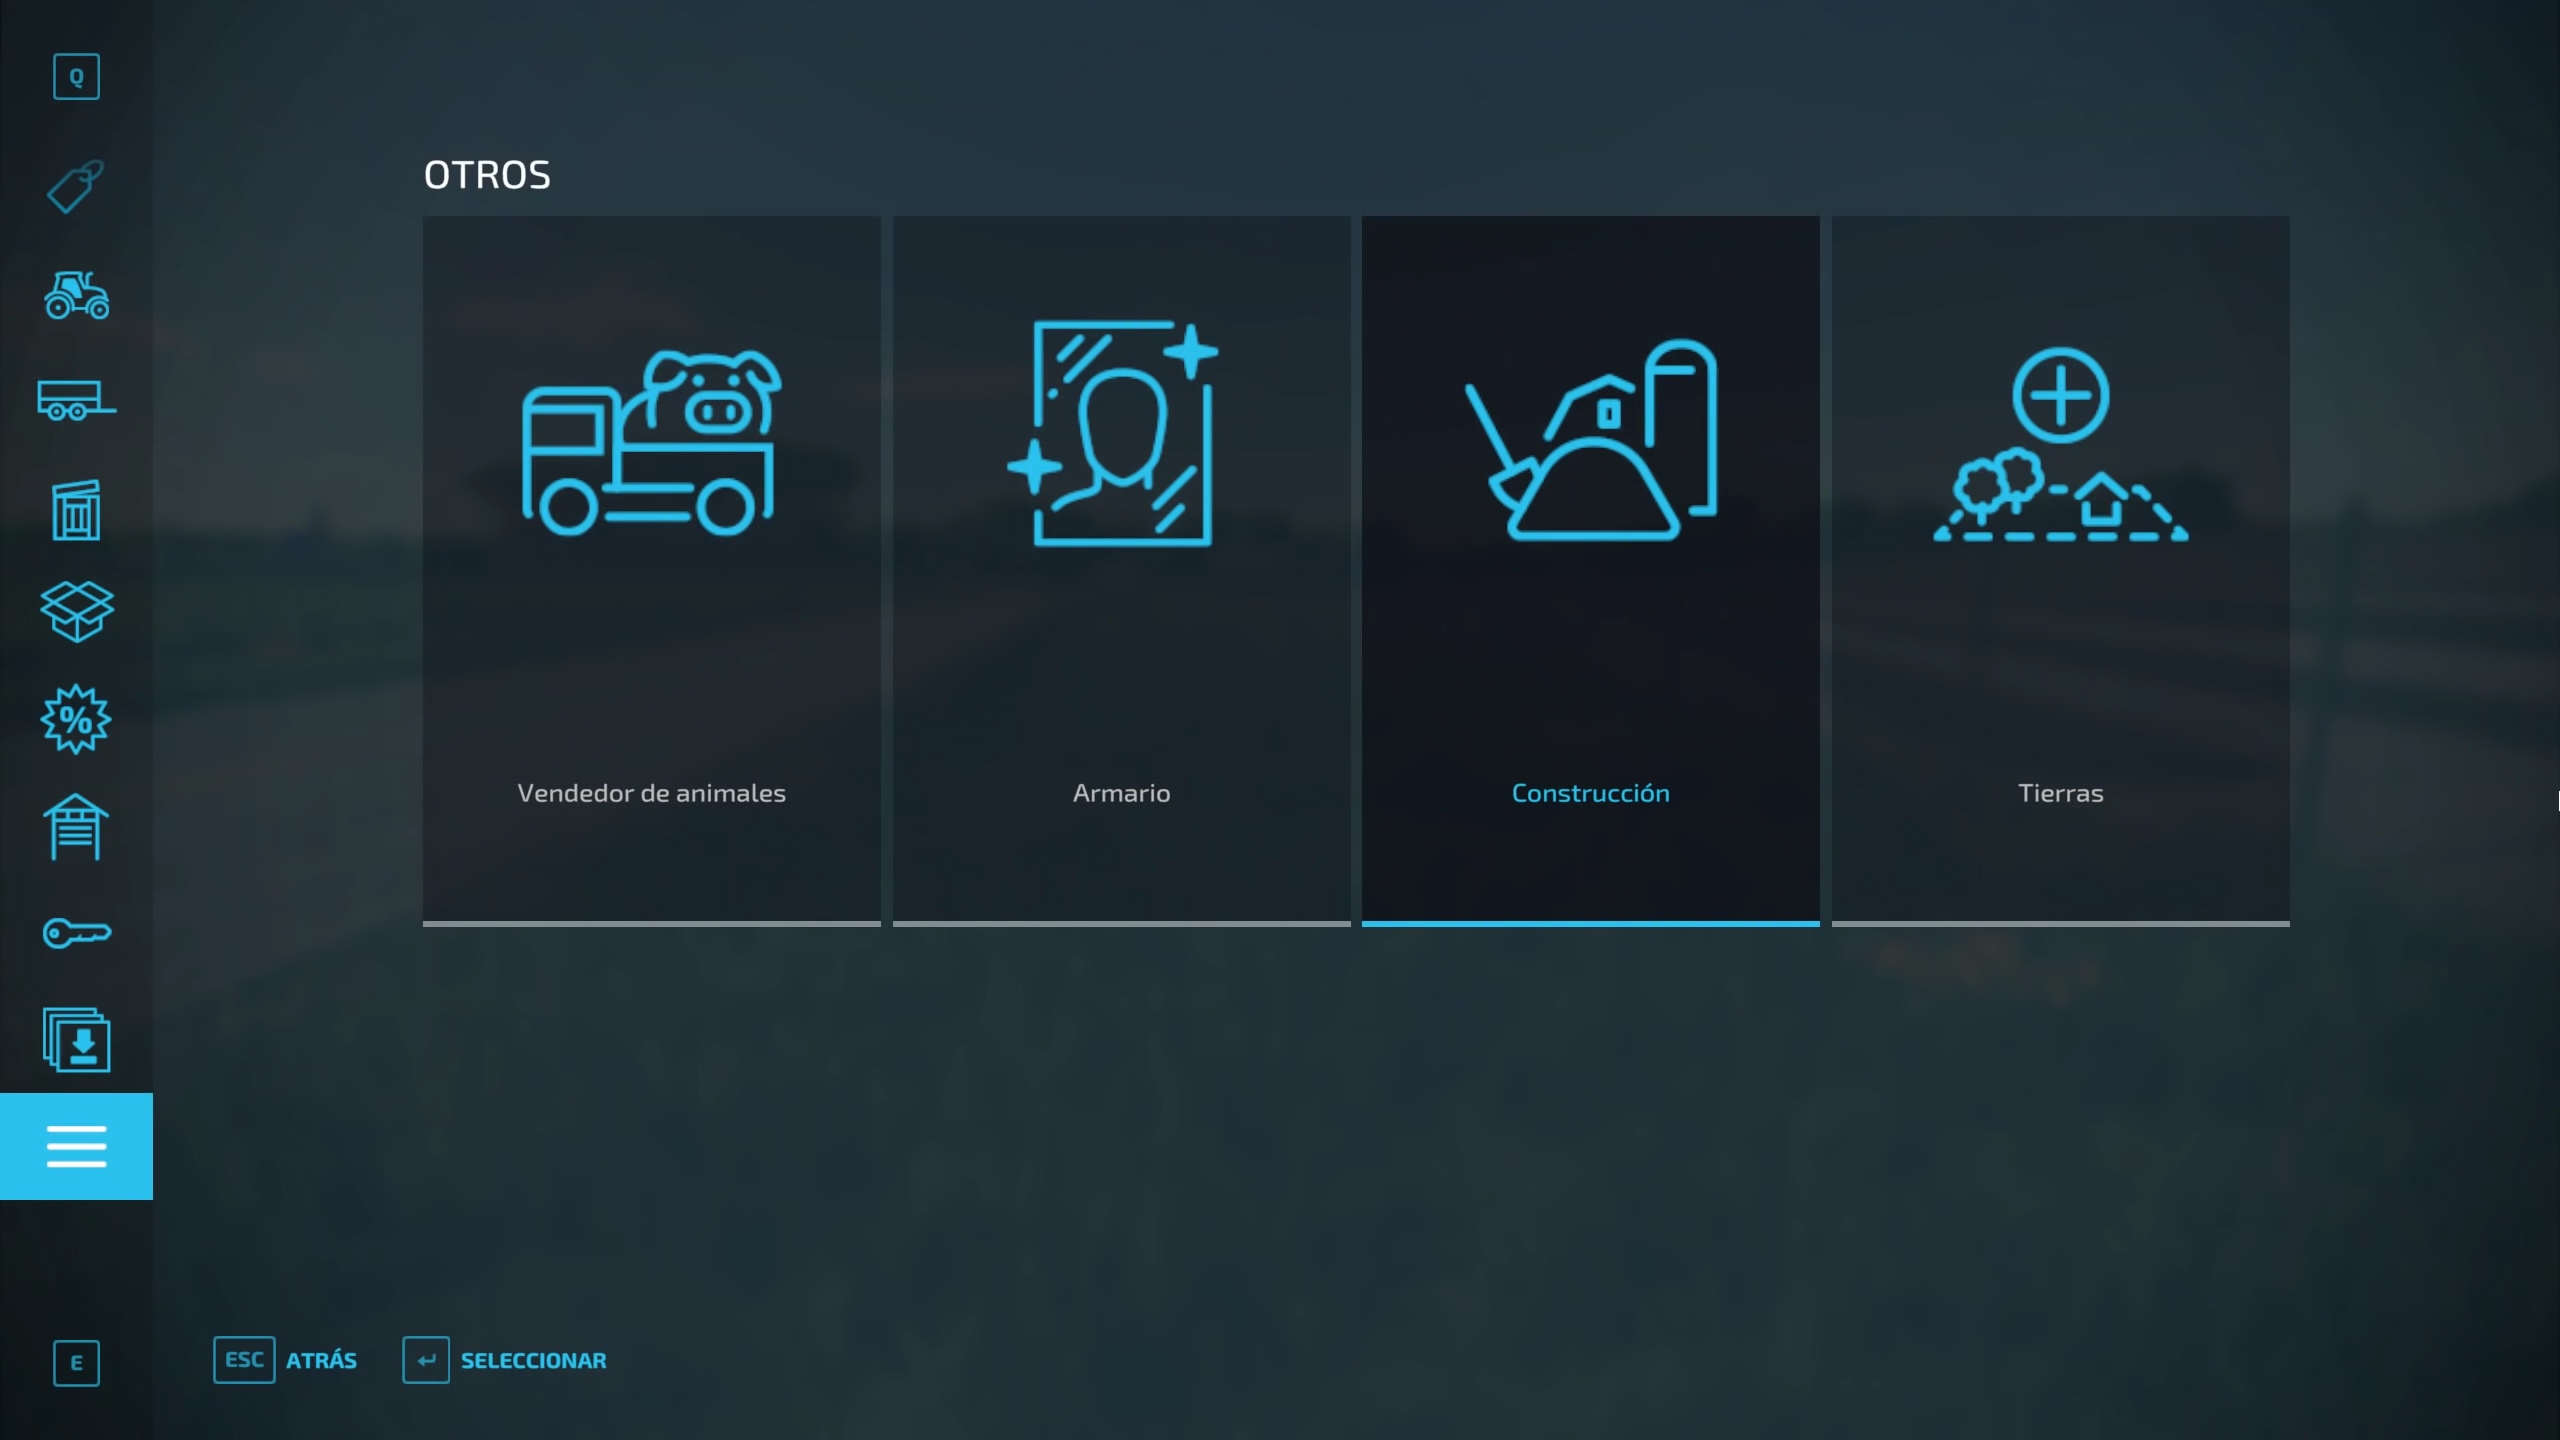 Q
OTROS
%
Vendedor de animales
Armario
Construcción
Tierras
E
ESC ATRÁS
SELECCIONAR